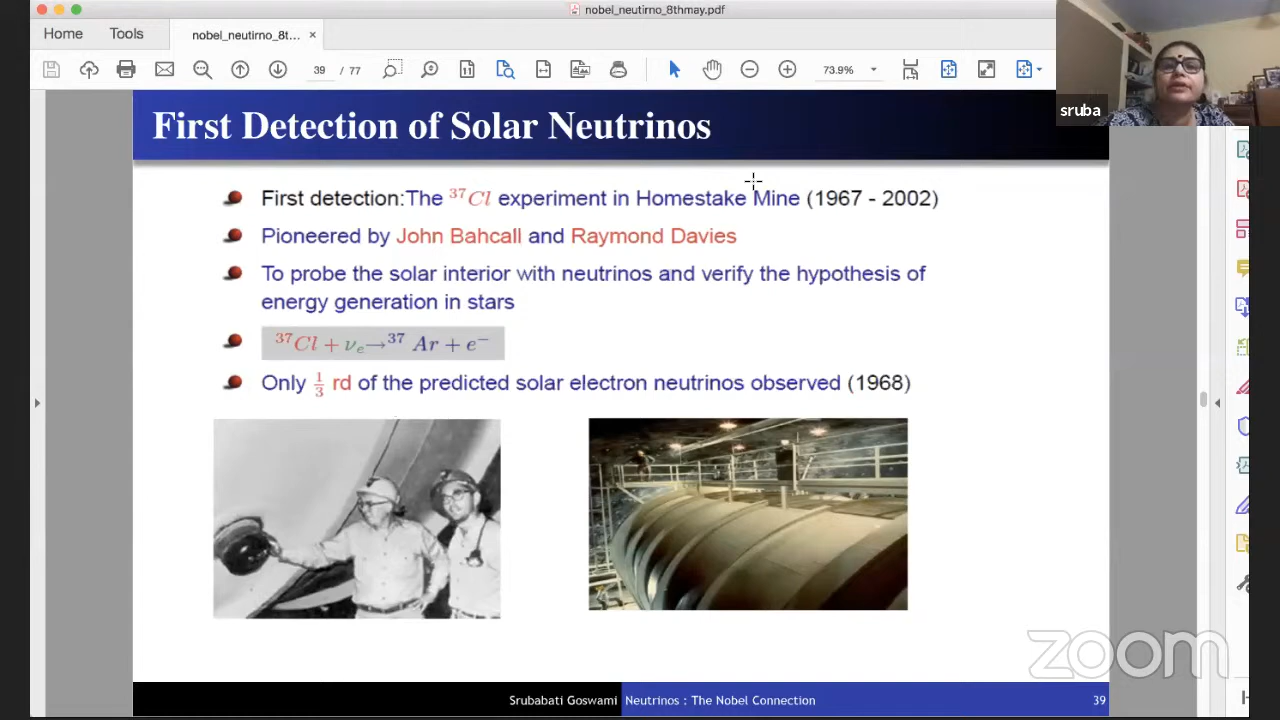 nobel_neutirno_8thmay.pdf
Home
Tools
nobel_neutirno_8t...
39 / 77
73.9%
sruba
First Detection of Solar Neutrinos
First detection:The ³⁷Cl experiment in Homestake Mine (1967 - 2002)
Pioneered by John Bahcall and Raymond Davies
To probe the solar interior with neutrinos and verify the hypothesis of
energy generation in stars
³⁷Cl + νₑ→³⁷ Ar + e⁻
Only 1/3 rd of the predicted solar electron neutrinos observed (1968)
zoom
Srubabati Goswami
Neutrinos : The Nobel Connection
39